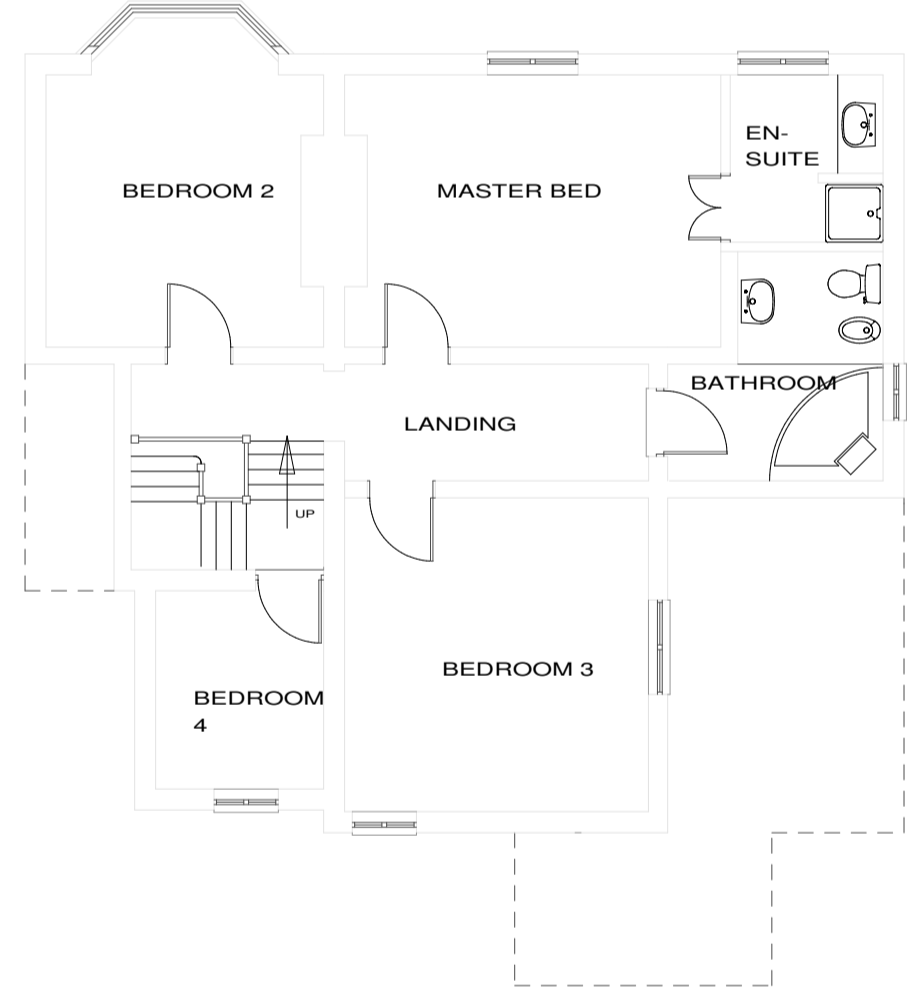 EN-
SUITE
BEDROOM 2
MASTER BED
BATHROOM
LANDING
UP
BEDROOM 3
BEDROOM
4